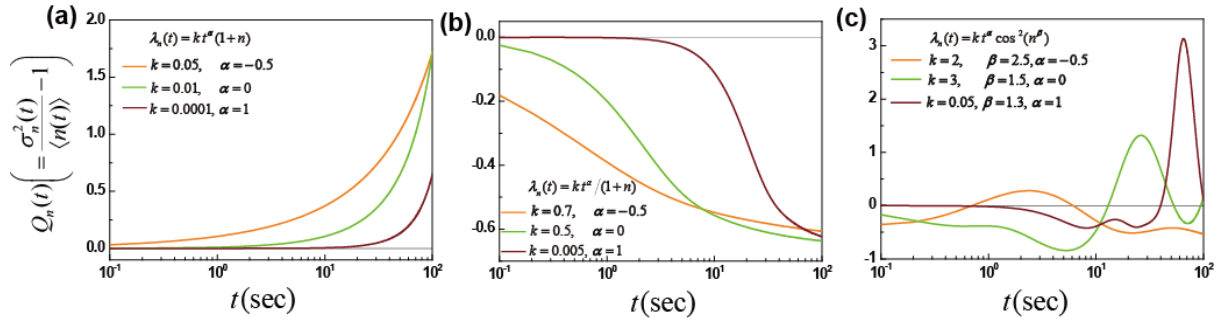 (a)
Qₙ(t)(= σₙ²(t)/⟨n(t)⟩ −1)
2.0
1.5
1.0
0.5
0.0
λₙ(t)=k t^α(1+n)
k=0.05, α=−0.5
k=0.01, α=0
k=0.0001, α=1
10⁻¹ 10⁰ 10¹ 10²
t(sec)
(b)
0.0
-0.2
-0.4
-0.6
λₙ(t)=k t^α/(1+n)
k=0.7, α=−0.5
k=0.5, α=0
k=0.005, α=1
10⁻¹ 10⁰ 10¹ 10²
t(sec)
(c)
3
2
1
0
-1
λₙ(t)=k t^α cos²(n^β)
k=2, β=2.5, α=−0.5
k=3, β=1.5, α=0
k=0.05, β=1.3, α=1
10⁻¹ 10⁰ 10¹ 10²
t(sec)